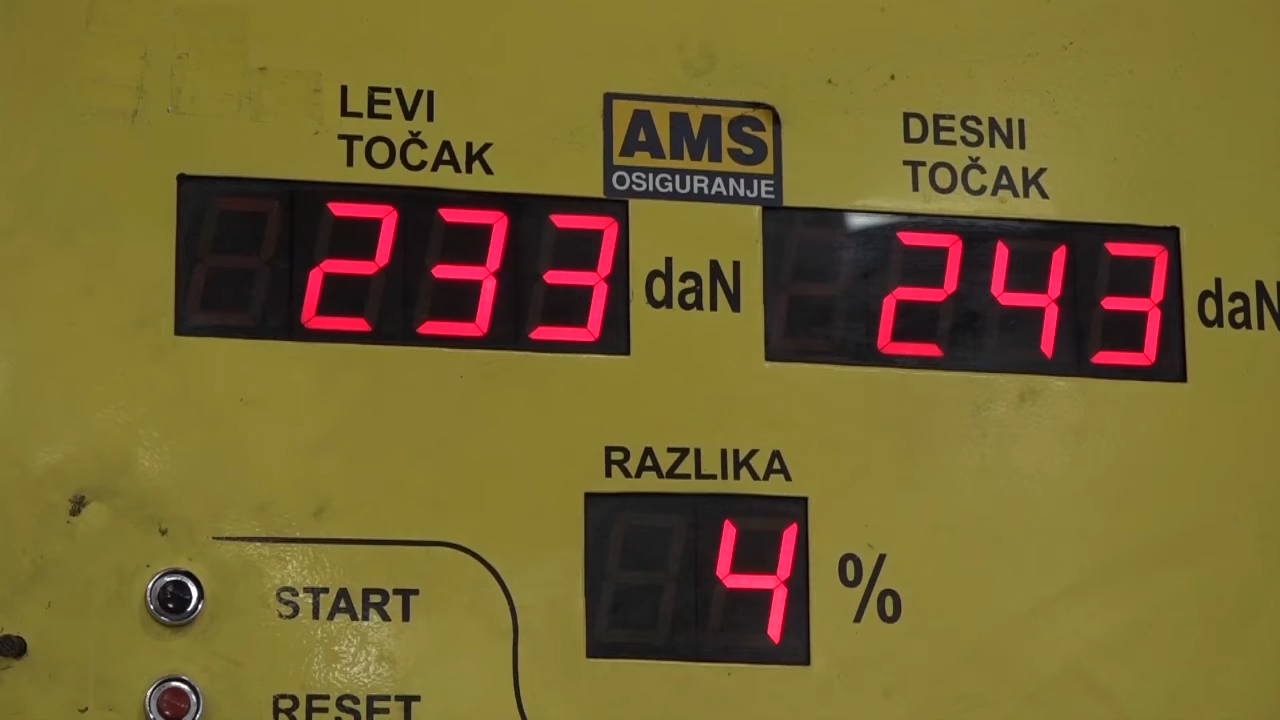 LEVI
TOČAK
AMS
OSIGURANJE
DESNI
TOČAK
233 daN
243 daN
RAZLIKA
4 %
START
RESET